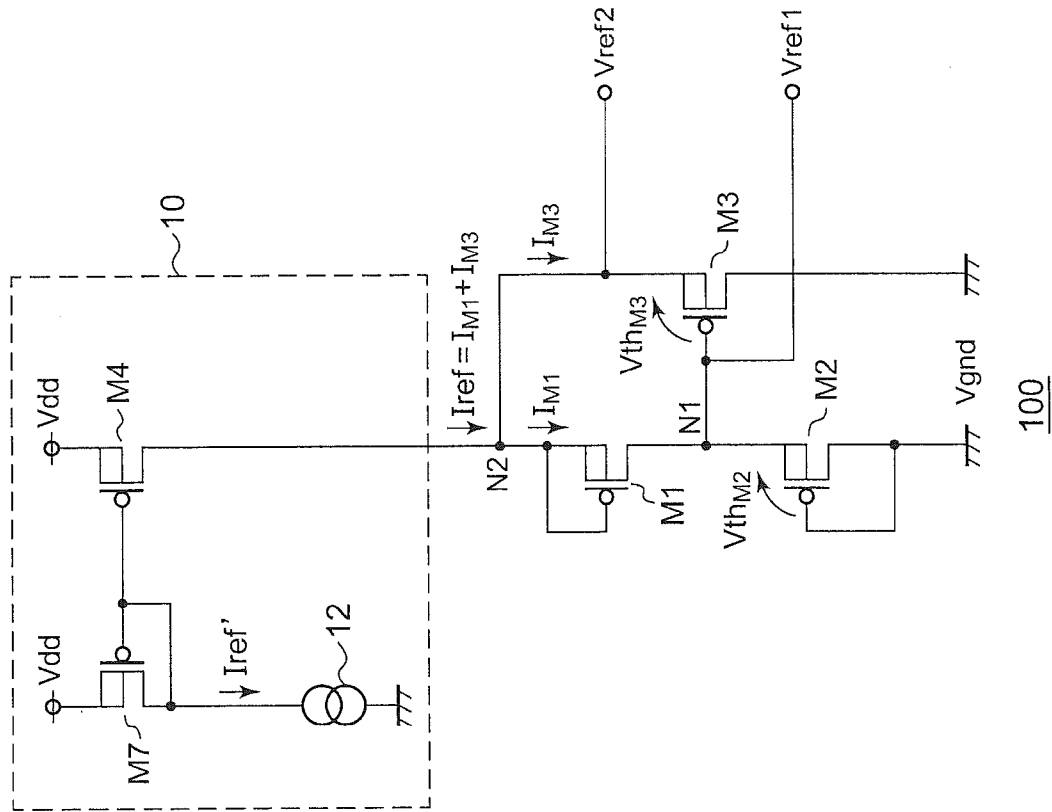 10
Vdd
Vdd
M4
M7
Iref'
12
Iref = IM1 + IM3
N2
IM1
IM3
Vref2
M1
VthM3
N1
M3
Vref1
VthM2
M2
Vgnd
100